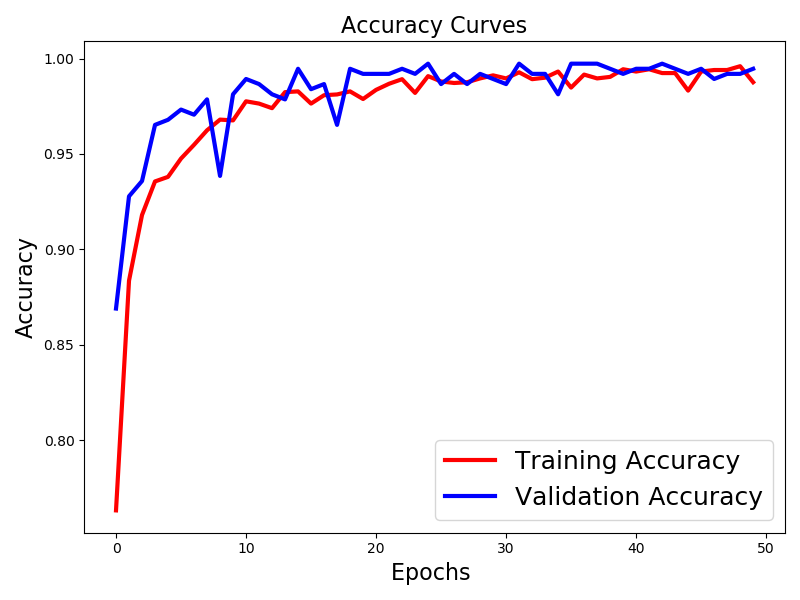 Accuracy Curves
1.00
0.95
0.90
0.85
0.80
Accuracy
Training Accuracy
Validation Accuracy
0 10 20 30 40 50
Epochs